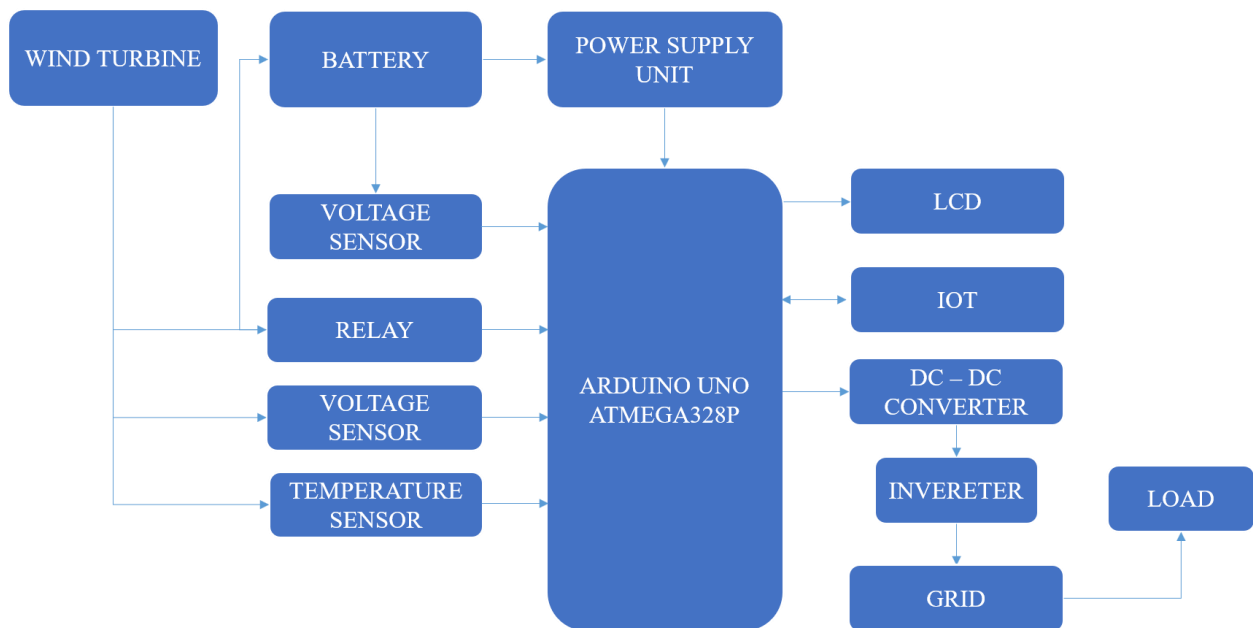 WIND TURBINE
BATTERY
POWER SUPPLY
UNIT
VOLTAGE
SENSOR
LCD
RELAY
IOT
ARDUINO UNO
ATMEGA328P
DC – DC
CONVERTER
VOLTAGE
SENSOR
TEMPERATURE
SENSOR
INVERETER
LOAD
GRID